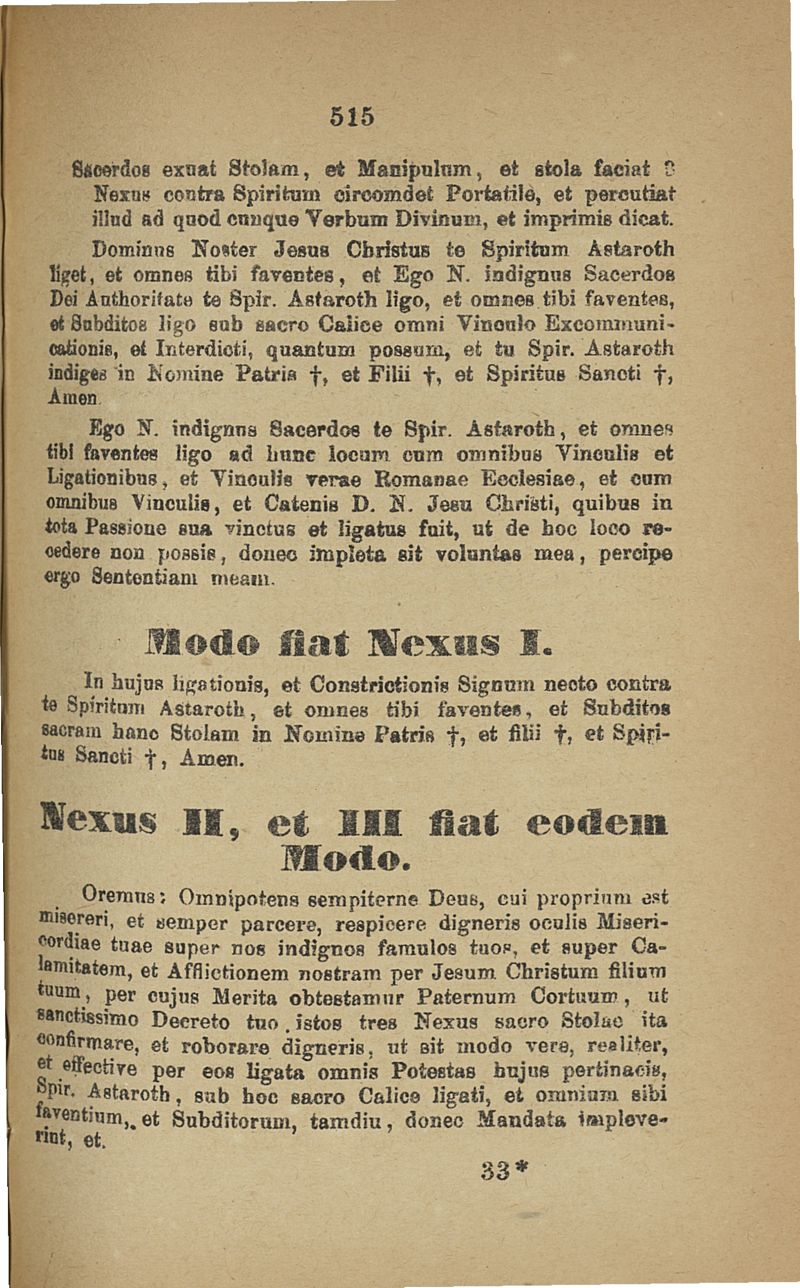 515
Sacerdos exuat Stolam, et Manipulum, et stola faciat 3
Nexus contra Spiritum circomdet Portatile, et percutiat
illud ad quod cunque Verbum Divinum, et imprimis dicat.
Dominus Noster Jesus Christus te Spiritum Astaroth
liget, et omnes tibi faventes, et Ego N. indignus Sacerdos
Dei Authoritate te Spir. Astaroth ligo, et omnes tibi faventes,
et Subditos ligo sub sacro Calice omni Vinculo Excommuni-
cationis, et Interdicti, quantum possum, et tu Spir. Astaroth
indiges in Nomine Patris †, et Filii †, et Spiritus Sancti †,
Amen.
Ego N. indignus Sacerdos te Spir. Astaroth, et omnes
tibi faventes ligo ad hunc locum cum omnibus Vinculis et
Ligationibus, et Vinculis verae Romanae Ecclesiae, et cum
omnibus Vinculis, et Catenis D. N. Jesu Christi, quibus in
tota Passione sua vinctus et ligatus fuit, ut de hoc loco re-
cedere non possis, donec impleta sit voluntas mea, percipe
ergo Sententiam meam.
Modo fiat Nexus I.
In hujus ligationis, et Constrictionis Signum necto contra
te Spiritum Astaroth, et omnes tibi faventes, et Subditos
sacram hanc Stolam in Nomine Patris †, et filii †, et Spiri-
tus Sancti †, Amen.
Nexus II, et III fiat eodem
Modo.
Oremus: Omnipotens sempiterne Deus, cui proprium est
misereri, et semper parcere, respicere digneris oculis Miseri-
cordiae tuae super nos indignos famulos tuos, et super Ca-
lamitatem, et Afflictionem nostram per Jesum Christum filium
tuum, per cujus Merita obtestamur Paternum Cortuum, ut
sanctissimo Decreto tuo . istos tres Nexus sacro Stolae ita
confirmare, et roborare digneris, ut sit modo vere, realiter,
et effective per eos ligata omnis Potestas hujus pertinacis,
Spir. Astaroth, sub hoc sacro Calice ligati, et omnium sibi
faventium,. et Subditorum, tamdiu, donec Mandata impleve-
rint, et.
33*